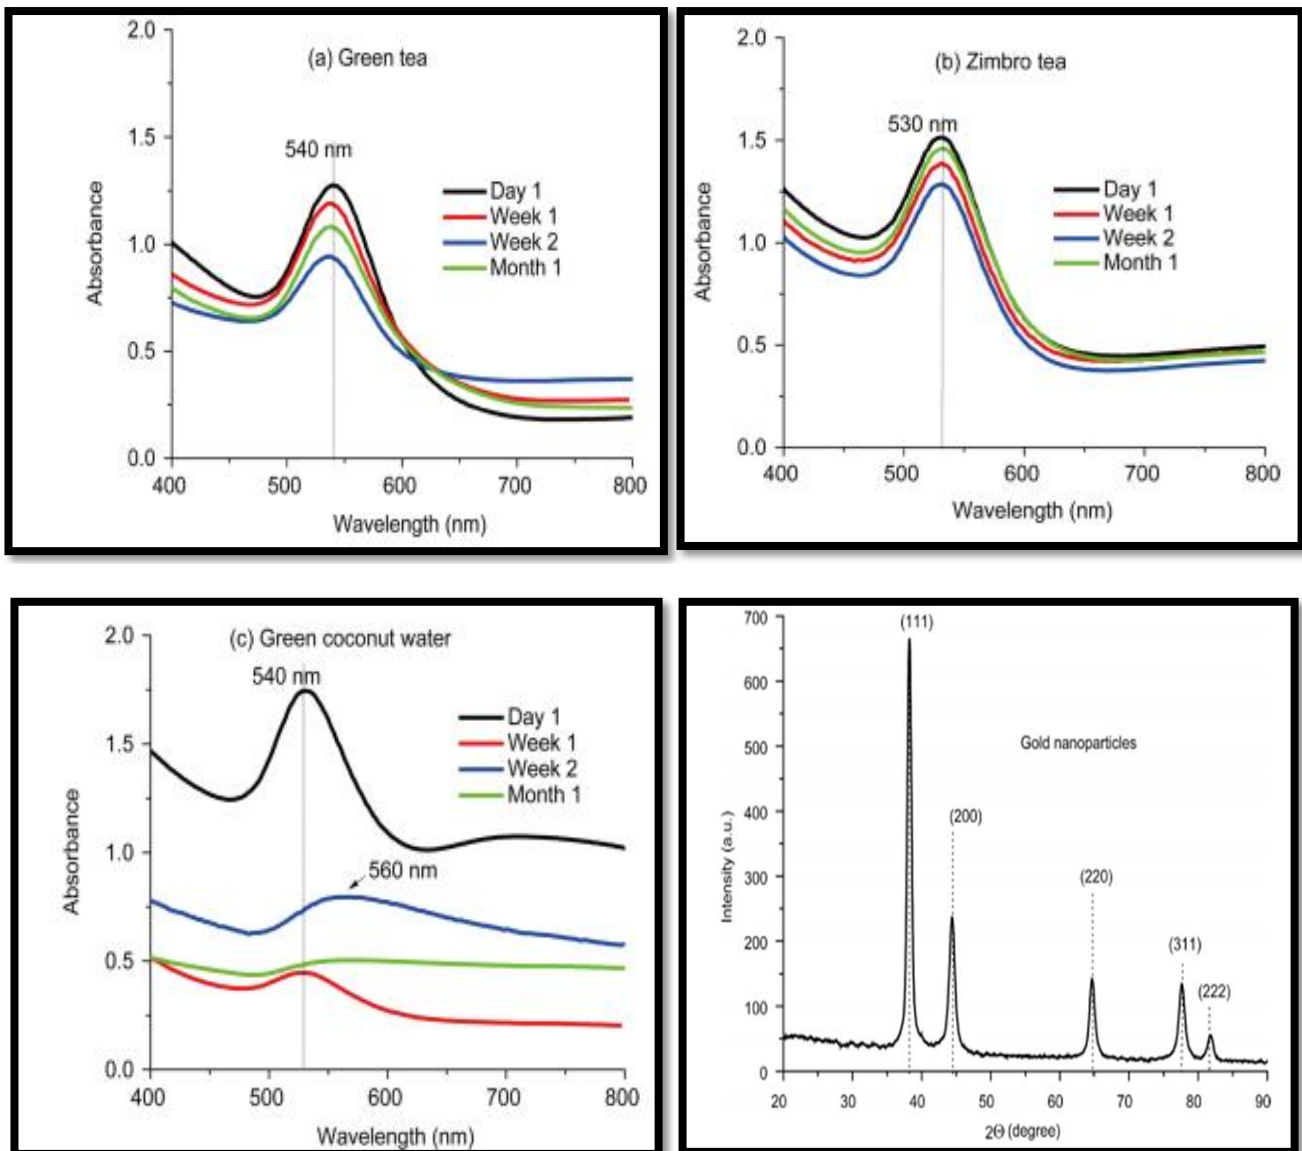 (a) Green tea
540 nm
Day 1
Week 1
Week 2
Month 1
Absorbance
2.0
1.5
1.0
0.5
0.0
400 500 600 700 800
Wavelength (nm)
(b) Zimbro tea
530 nm
Day 1
Week 1
Week 2
Month 1
Absorbance
2.0
1.5
1.0
0.5
0.0
400 500 600 700 800
Wavelength (nm)
(c) Green coconut water
540 nm
Day 1
Week 1
Week 2
Month 1
560 nm
Absorbance
2.0
1.5
1.0
0.5
0.0
400 500 600 700 800
Wavelength (nm)
(111)
Gold nanoparticles
(200)
(220)
(311)
(222)
Intensity (a.u.)
700
600
500
400
300
200
100
0
20 30 40 50 60 70 80 90
2Θ (degree)